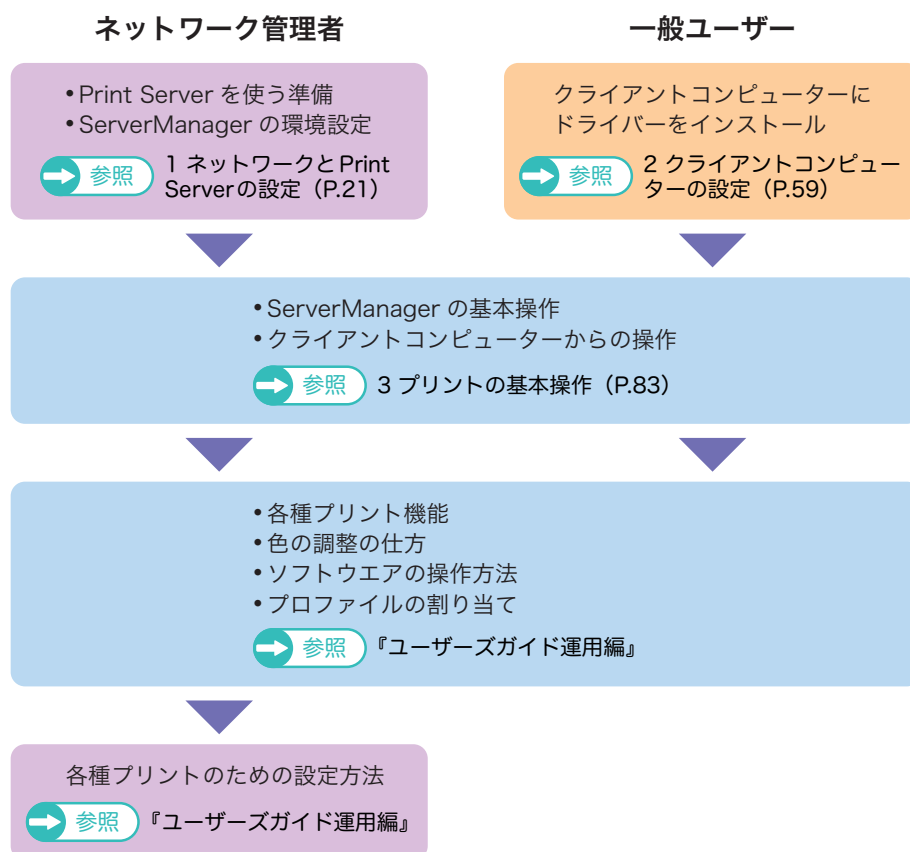 ネットワーク管理者
一般ユーザー
•Print Server を使う準備
•ServerManager の環境設定
参照
1 ネットワークとPrint
Serverの設定（P.21）
クライアントコンピューターに
ドライバーをインストール
参照
2 クライアントコンピュー
ターの設定（P.59）
•ServerManager の基本操作
•クライアントコンピューターからの操作
参照 3 プリントの基本操作（P.83）
•各種プリント機能
•色の調整の仕方
•ソフトウエアの操作方法
•プロファイルの割り当て
参照 『ユーザーズガイド運用編』
各種プリントのための設定方法
参照 『ユーザーズガイド運用編』